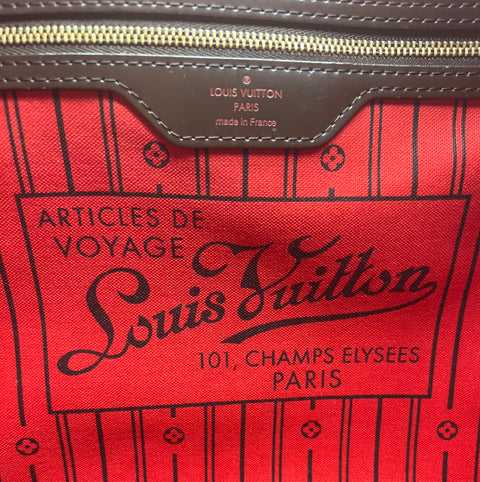 LOUIS VUITTON
PARIS
made in France
ARTICLES DE
VOYAGE
Louis Vuitton
101, CHAMPS ELYSEES
PARIS